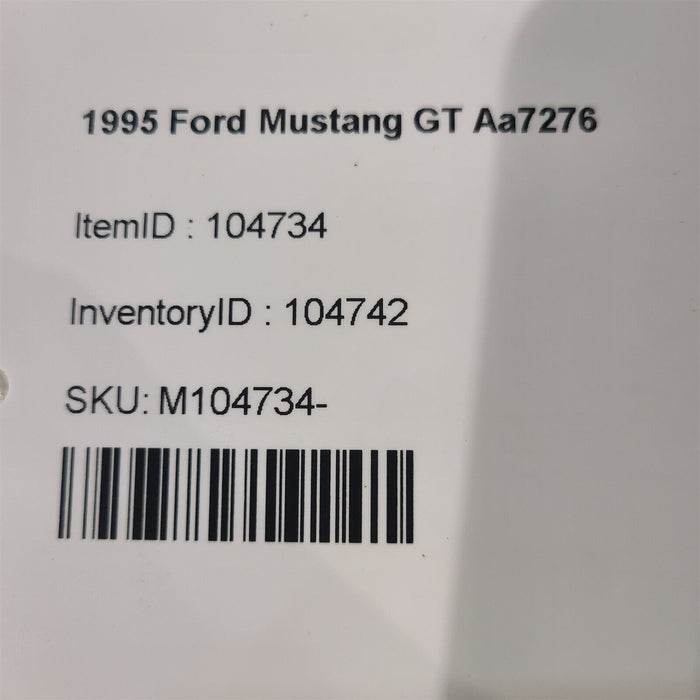 1995 Ford Mustang GT Aa7276
ItemID : 104734
InventoryID : 104742
SKU: M104734-